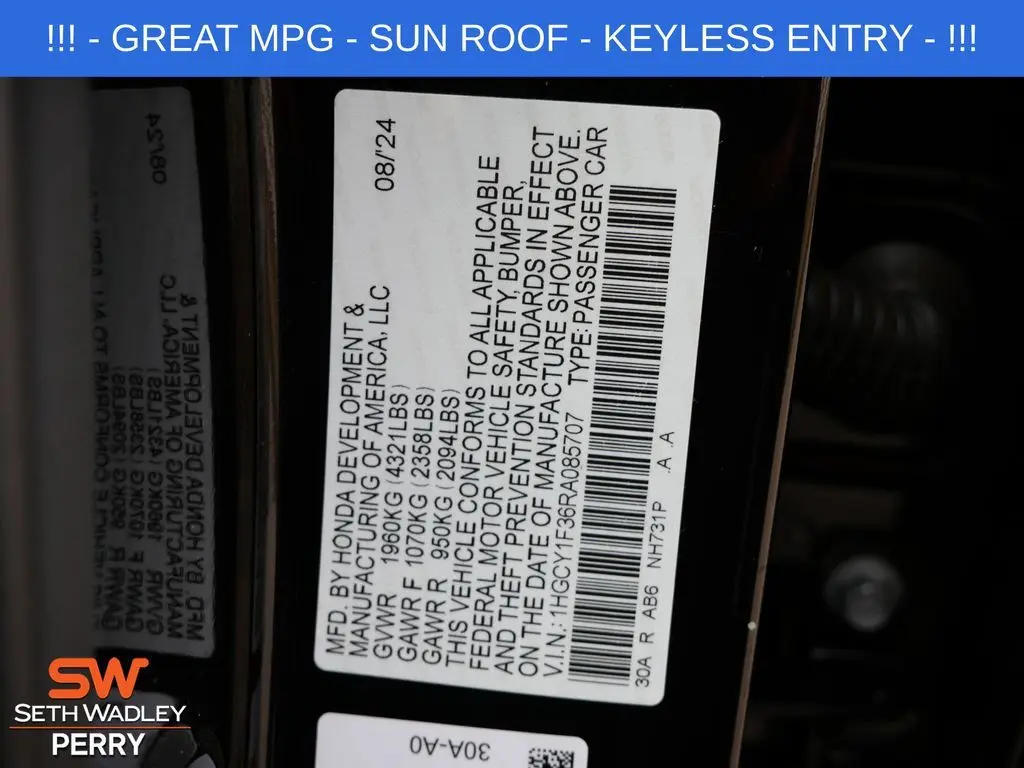 !!! - GREAT MPG - SUN ROOF - KEYLESS ENTRY - !!!
MFD. BY HONDA DEVELOPMENT &
MANUFACTURING OF AMERICA, LLC 08/'24
GVWR 1960KG (4321LBS)
GAWR F 1070KG (2358LBS)
GAWR R 950KG (2094LBS)
THIS VEHICLE CONFORMS TO ALL APPLICABLE
FEDERAL MOTOR VEHICLE SAFETY, BUMPER,
AND THEFT PREVENTION STANDARDS IN EFFECT
ON THE DATE OF MANUFACTURE SHOWN ABOVE.
V.I.N.: 1HGCY1F36RA085707 TYPE: PASSENGER CAR
30A R AB6 NH731P .A .A
30A-A0
SW
SETH WADLEY
PERRY